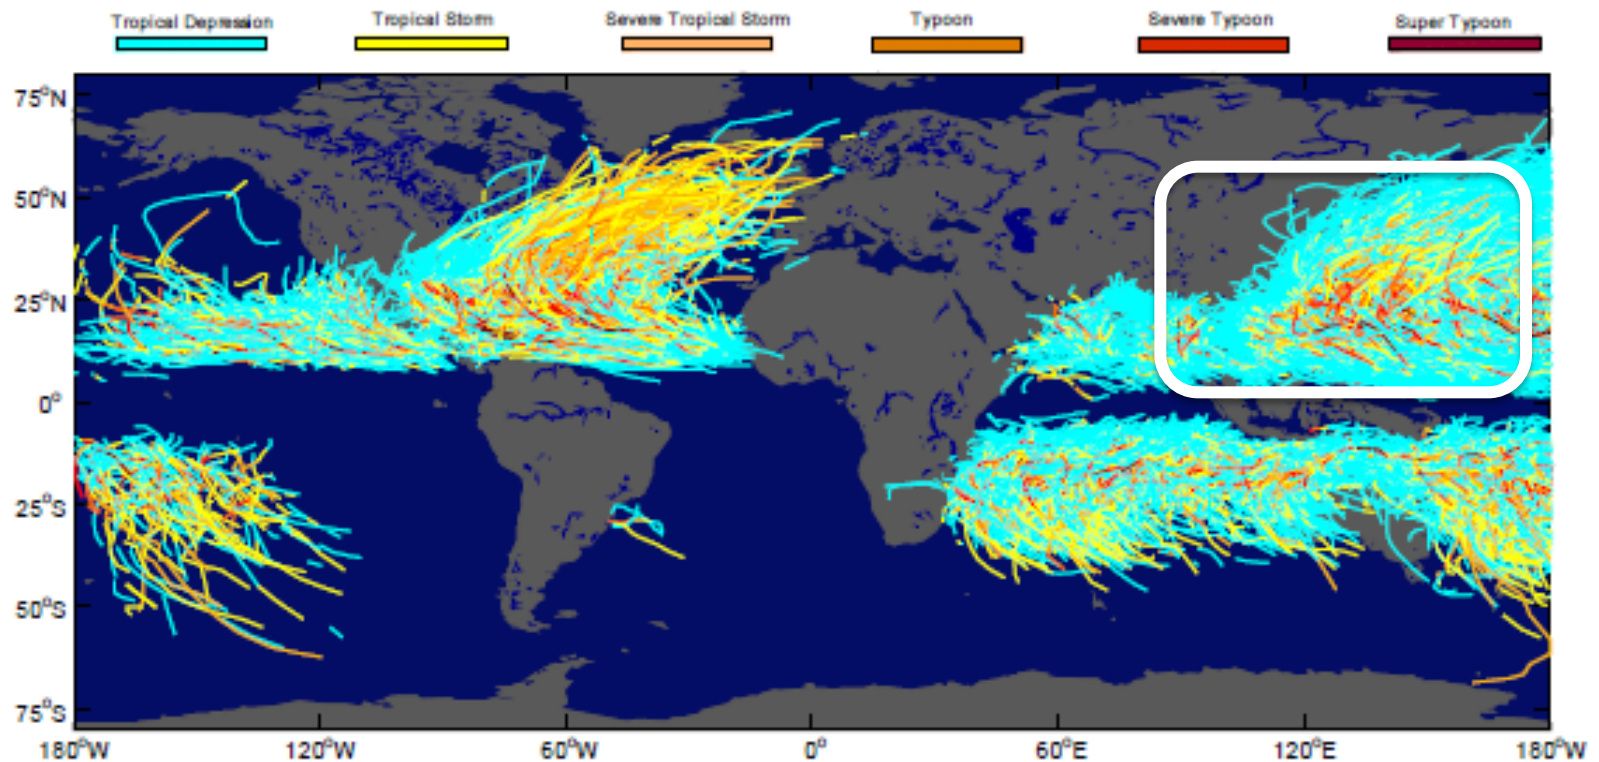 Tropical Depression Tropical Storm Severe Tropical Storm Typoon Severe Typoon Super Typoon
75°N
50°N
25°N
0°
25°S
50°S
75°S
180°W 120°W 60°W 0° 60°E 120°E 180°W